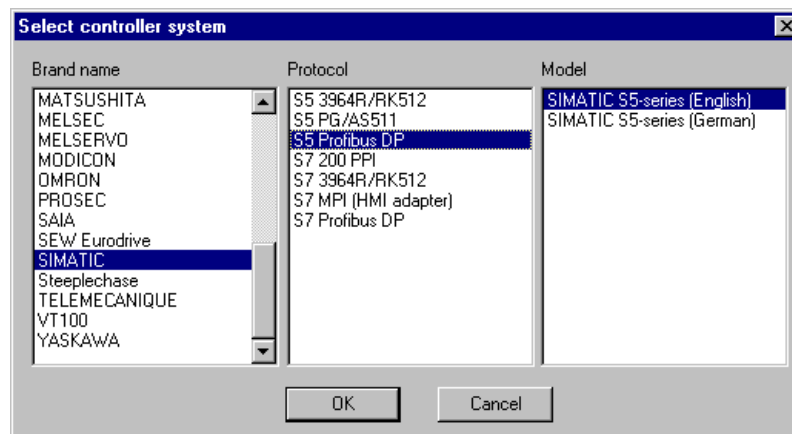 Select controller system
Brand name
MATSUSHITA
MELSEC
MELSERVO
MODICON
OMRON
PROSEC
SAIA
SEW Eurodrive
SIMATIC
Steeplechase
TELEMECANIQUE
VT100
YASKAWA
Protocol
S5 3964R/RK512
S5 PG/AS511
S5 Profibus DP
S7 200 PPI
S7 3964R/RK512
S7 MPI (HMI adapter)
S7 Profibus DP
Model
SIMATIC S5-series (English)
SIMATIC S5-series (German)
OK
Cancel